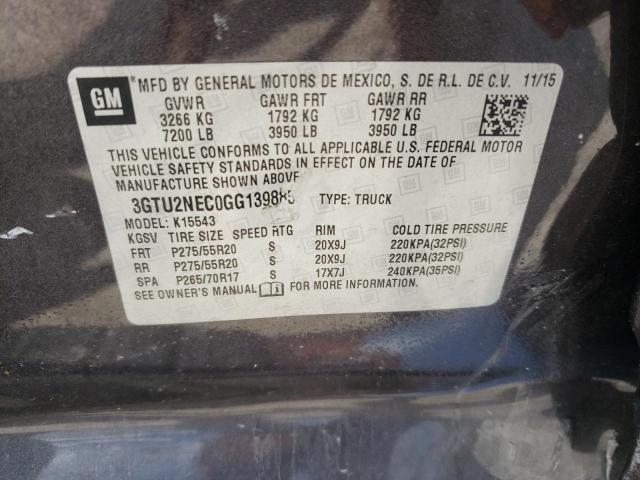 GM
*MFD BY GENERAL MOTORS DE MEXICO, S. DE R.L. DE C.V. 11/15
GVWR GAWR FRT GAWR RR
3266 KG 1792 KG 1792 KG
7200 LB 3950 LB 3950 LB
THIS VEHICLE CONFORMS TO ALL APPLICABLE U.S. FEDERAL MOTOR
VEHICLE SAFETY STANDARDS IN EFFECT ON THE DATE OF
MANUFACTURE SHOWN ABOVE
TYPE: TRUCK
MODEL: K15543
KGSV TIRE SIZE SPEED RTG RIM COLD TIRE PRESSURE
FRT P275/55R20 S 20X9J 220KPA(32PSI)
RR P275/55R20 S 20X9J 220KPA(32PSI)
SPA P265/70R17 S 17X7J 240KPA(35PSI)
SEE OWNER'S MANUAL FOR MORE INFORMATION.